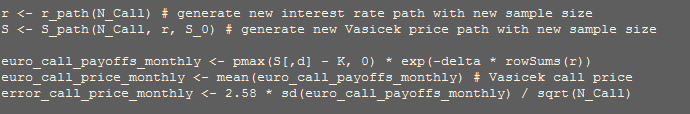 r <- r_path(N_Call) # generate new interest rate path with new sample size
S <- S_path(N_Call, r, S_0) # generate new Vasicek price path with new sample size
euro_call_payoffs_monthly <- pmax(S[,d] - K, 0) * exp(-delta * rowSums(r))
euro_call_price_monthly <- mean(euro_call_payoffs_monthly) # Vasicek call price
error_call_price_monthly <- 2.58 * sd(euro_call_payoffs_monthly) / sqrt(N_Call)